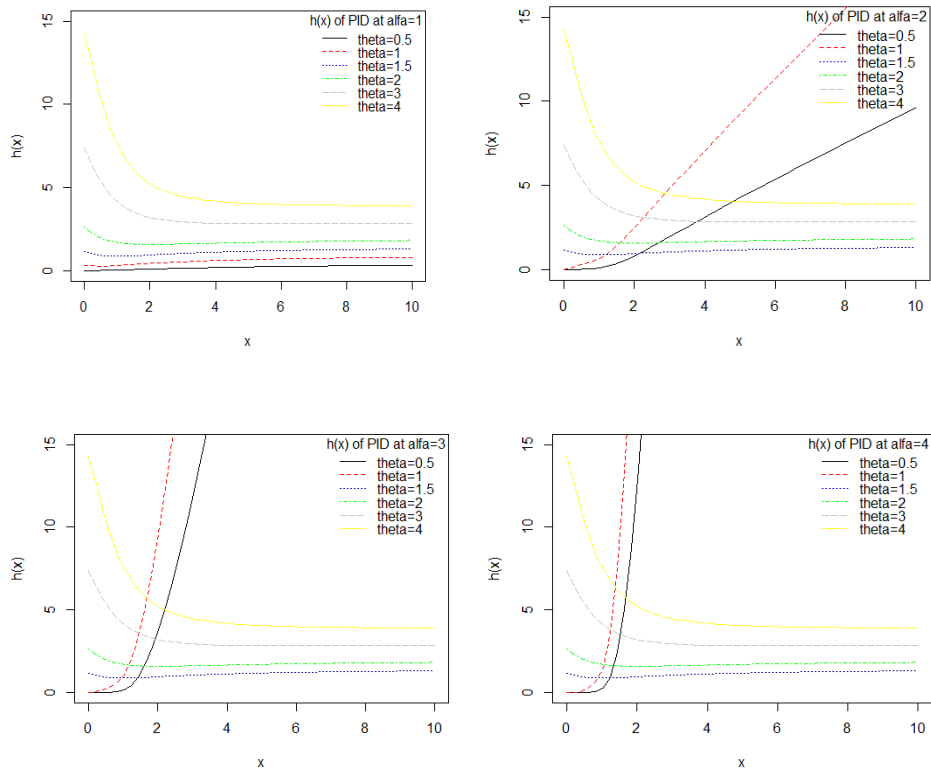 h(x) of PID at alfa=1
theta=0.5
theta=1
theta=1.5
theta=2
theta=3
theta=4
15
10
5
0
h(x)
0 2 4 6 8 10
x
h(x) of PID at alfa=2
theta=0.5
theta=1
theta=1.5
theta=2
theta=3
theta=4
15
10
5
0
h(x)
0 2 4 6 8 10
x
h(x) of PID at alfa=3
theta=0.5
theta=1
theta=1.5
theta=2
theta=3
theta=4
15
10
5
0
h(x)
0 2 4 6 8 10
x
h(x) of PID at alfa=4
theta=0.5
theta=1
theta=1.5
theta=2
theta=3
theta=4
15
10
5
0
h(x)
0 2 4 6 8 10
x